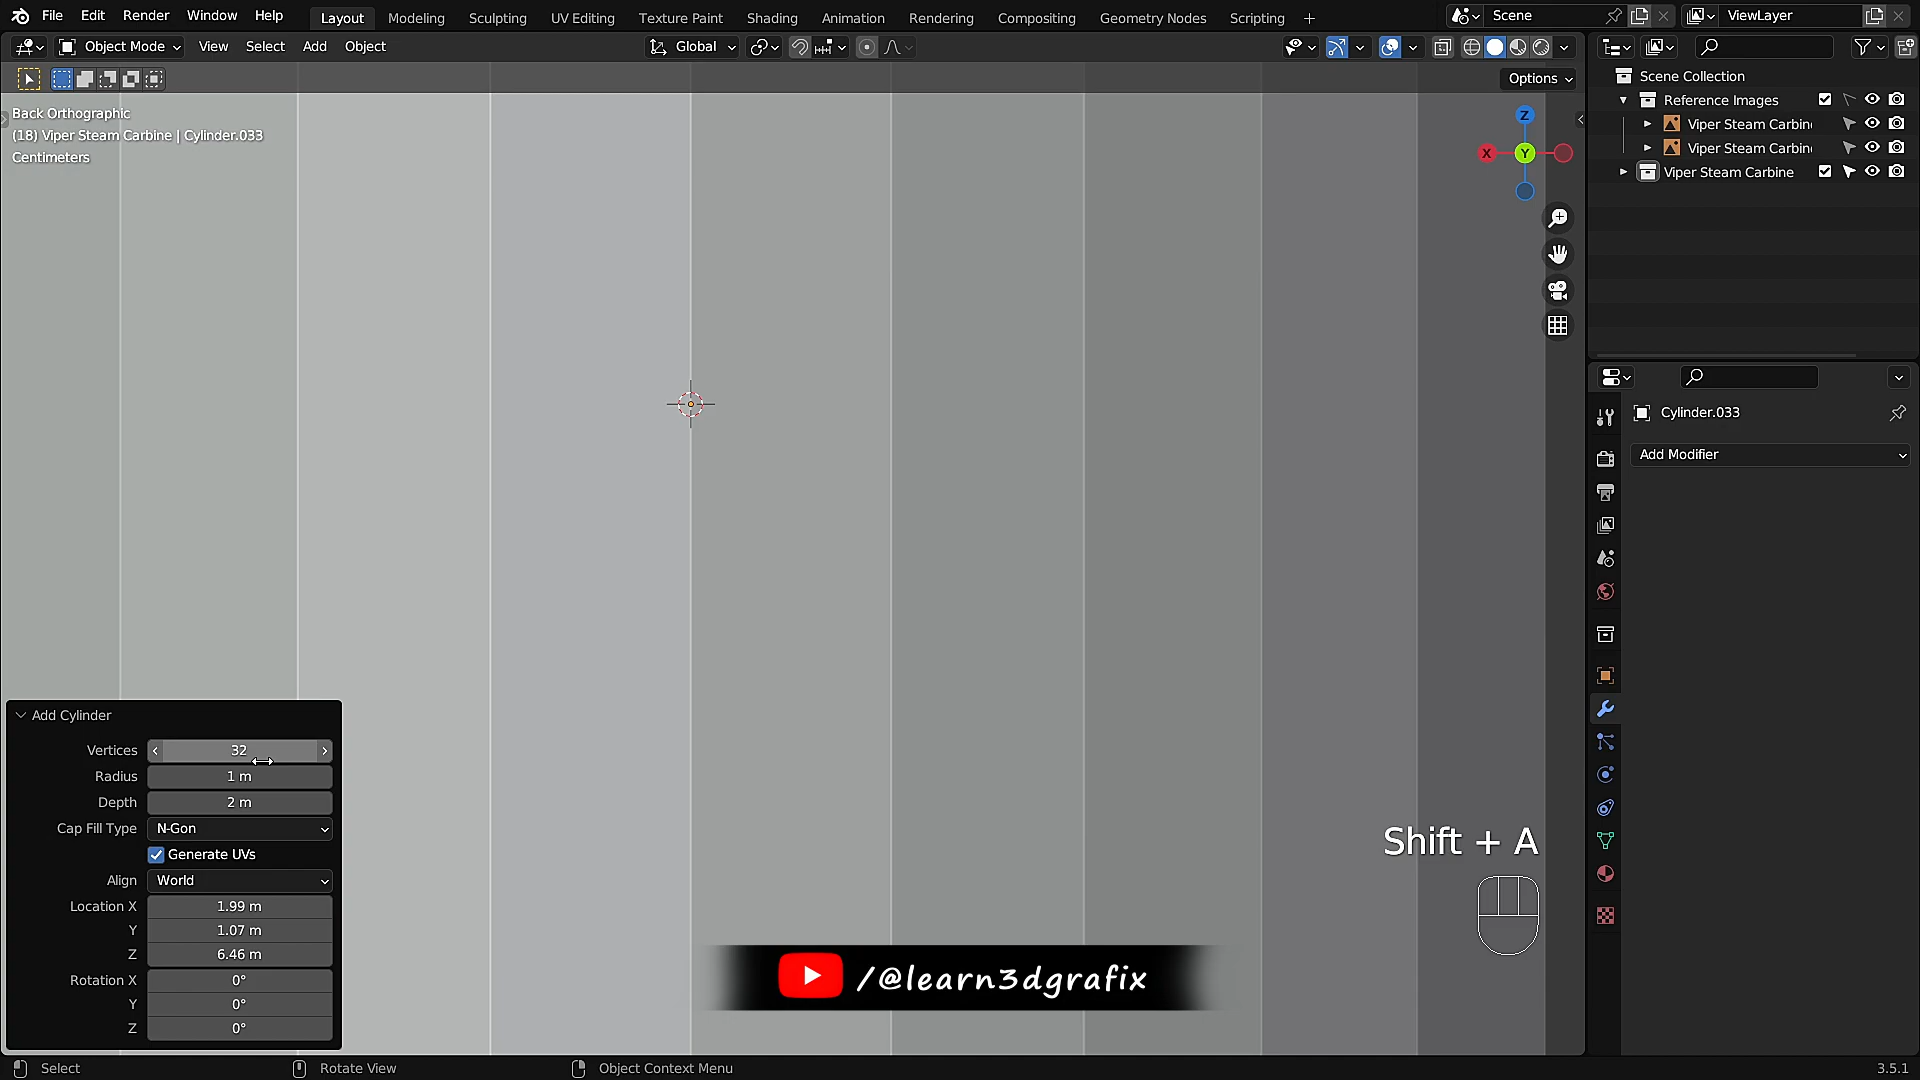 File Edit Render Window Help
Layout Modeling Sculpting UV Editing Texture Paint Shading Animation Rendering Compositing Geometry Nodes Scripting +
Scene
ViewLayer
Object Mode View Select Add Object
Global
Options
Back Orthographic
(18) Viper Steam Carbine | Cylinder.033
Centimeters
Z
X
Y
Scene Collection
Reference Images
Viper Steam Carbin
Viper Steam Carbin
Viper Steam Carbine
Cylinder.033
Add Modifier
Add Cylinder
Vertices 32
Radius 1 m
Depth 2 m
Cap Fill Type N-Gon
Generate UVs
Align World
Location X 1.99 m
Y 1.07 m
Z 6.46 m
Rotation X 0°
Y 0°
Z 0°
Shift + A
/@learn3dgrafix
Select
Rotate View
Object Context Menu
3.5.1